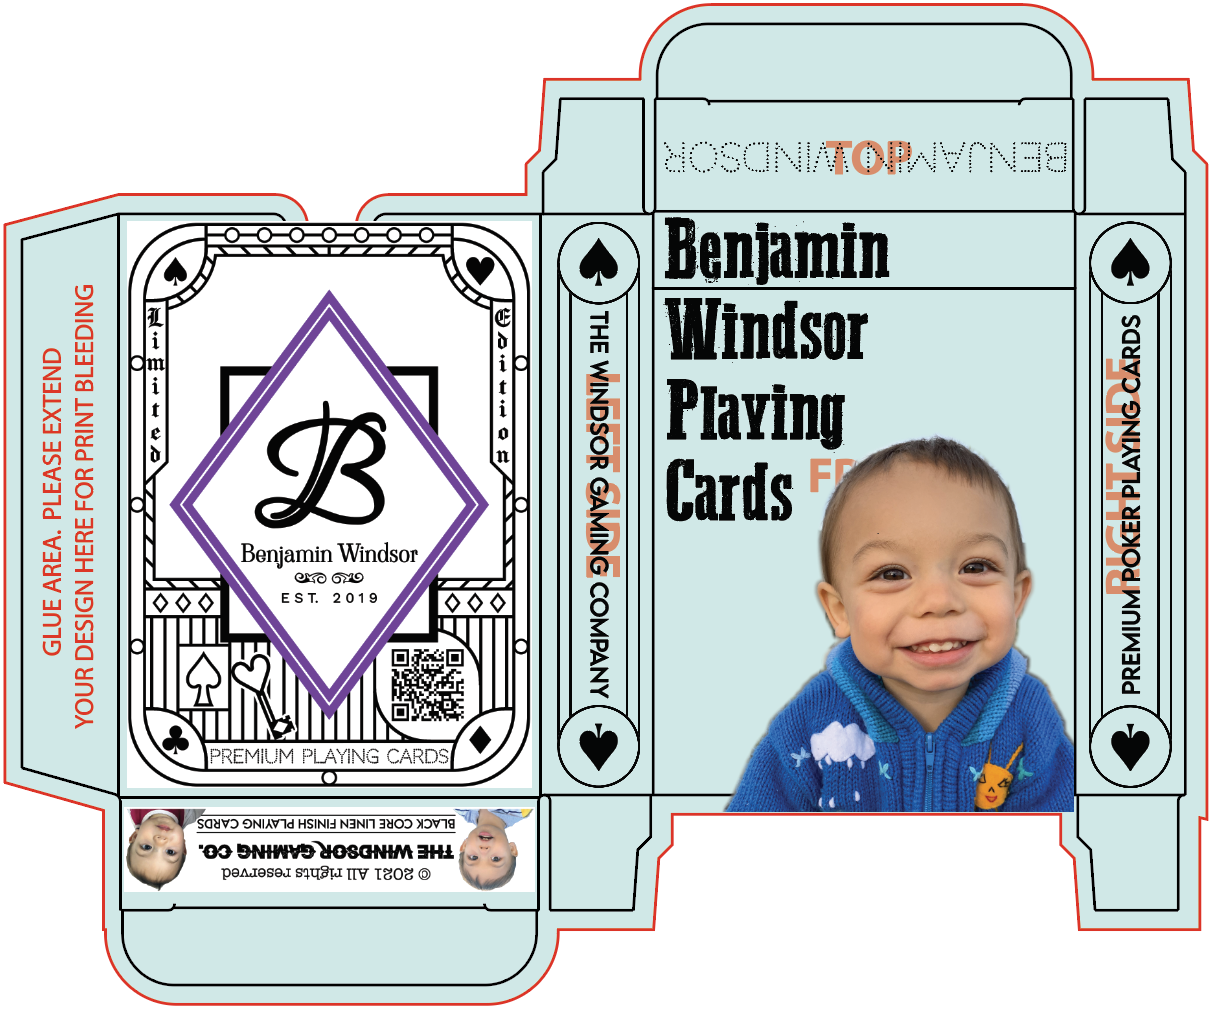 BENJAMIN WINDSOR
TOP
GLUE AREA. PLEASE EXTEND
YOUR DESIGN HERE FOR PRINT BLEEDING
Limited
Edition
B
Benjamin Windsor
EST. 2019
PREMIUM PLAYING CARDS
THE WINDSOR GAMING COMPANY
LEFT SIDE
Benjamin
Windsor
Playing
Cards
FR
PREMIUM POKER PLAYING CARDS
RIGHT SIDE
© 2021 All rights reserved
THE WINDSOR GAMING CO.
BLACK CORE LINEN FINISH PLAYING CARDS